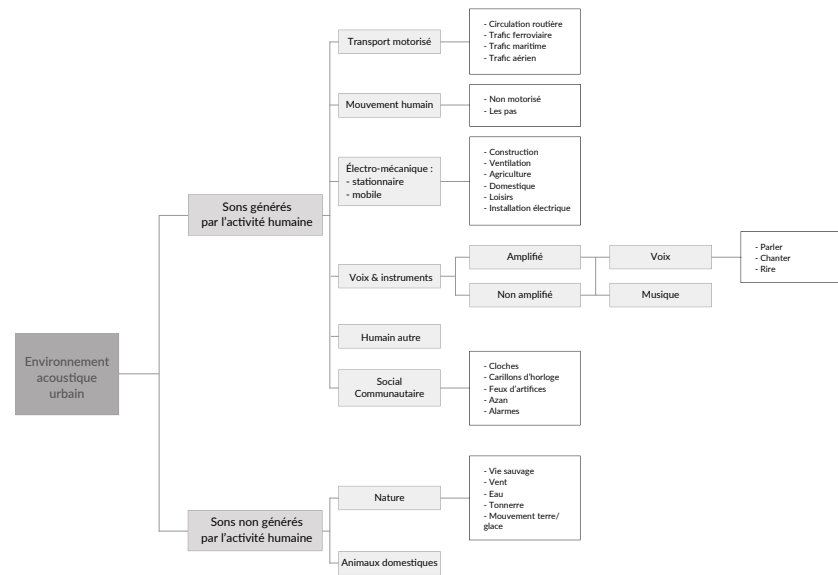 Environnement
acoustique
urbain
Sons générés
par l'activité humaine
Transport motorisé
- Circulation routière
- Trafic ferroviaire
- Trafic maritime
- Trafic aérien
Mouvement humain
- Non motorisé
- Les pas
Électro-mécanique :
- stationnaire
- mobile
- Construction
- Ventilation
- Agriculture
- Domestique
- Loisirs
- Installation électrique
Voix & instruments
Amplifié
Non amplifié
Voix
Musique
- Parler
- Chanter
- Rire
Humain autre
Social
Communautaire
- Cloches
- Carillons d'horloge
- Feux d'artifices
- Azan
- Alarmes
Sons non générés
par l'activité humaine
Nature
- Vie sauvage
- Vent
- Eau
- Tonnerre
- Mouvement terre/
glace
Animaux domestiques